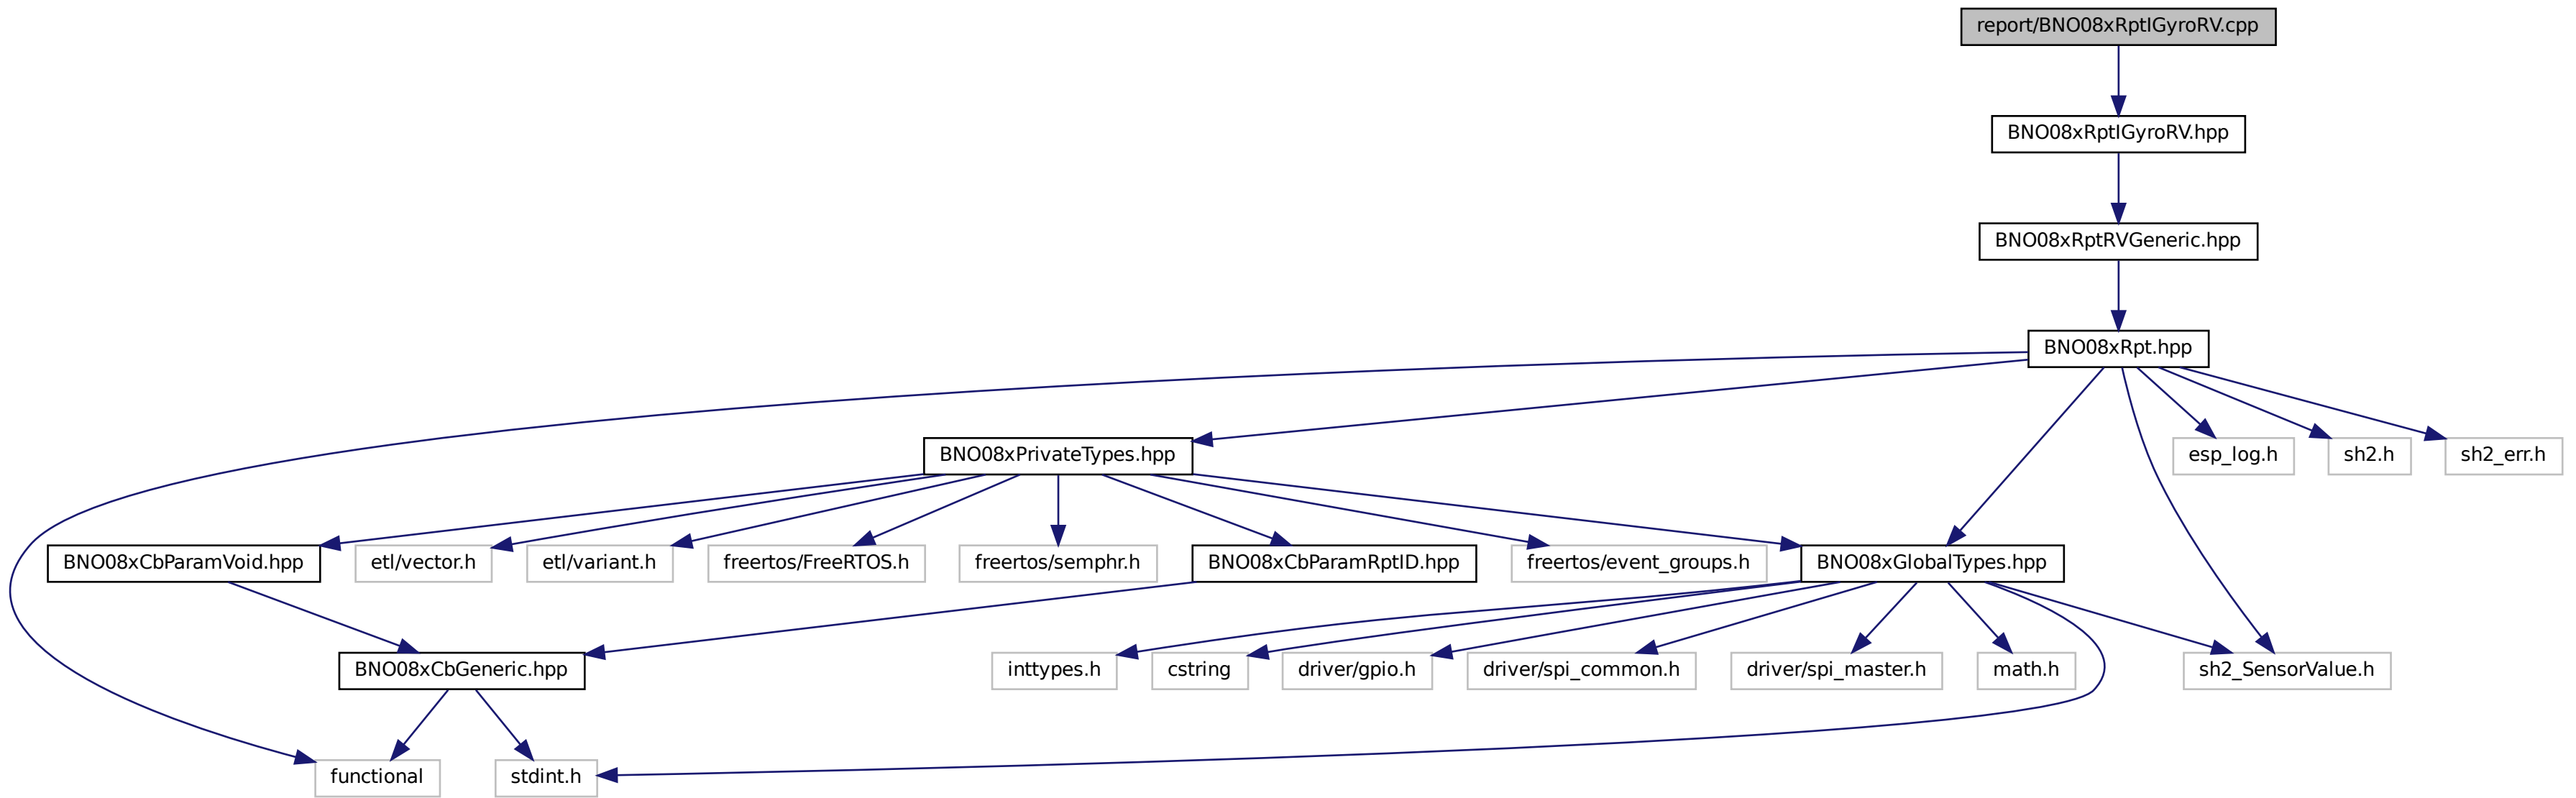 report/BNO08xRptIGyroRV.cpp
BNO08xRptIGyroRV.hpp
BNO08xRptRVGeneric.hpp
BNO08xRpt.hpp
BNO08xPrivateTypes.hpp
esp_log.h
sh2.h
sh2_err.h
BNO08xCbParamVoid.hpp
etl/vector.h
etl/variant.h
freertos/FreeRTOS.h
freertos/semphr.h
BNO08xCbParamRptID.hpp
freertos/event_groups.h
BNO08xGlobalTypes.hpp
BNO08xCbGeneric.hpp
inttypes.h
cstring
driver/gpio.h
driver/spi_common.h
driver/spi_master.h
math.h
sh2_SensorValue.h
functional
stdint.h